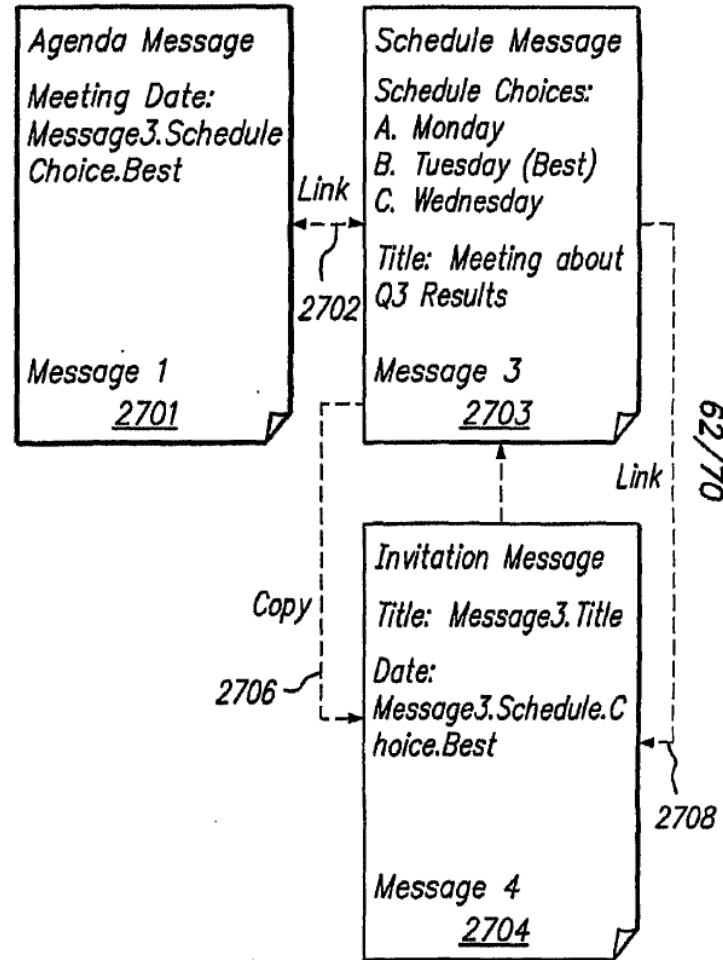 Agenda Message
Meeting Date:
Message3.Schedule
Choice.Best
Message 1
2701
Link
2702
Schedule Message
Schedule Choices:
A. Monday
B. Tuesday (Best)
C. Wednesday
Title: Meeting about
Q3 Results
Message 3
2703
Link
62/70
Copy
2706
Invitation Message
Title: Message3.Title
Date:
Message3.Schedule.C
hoice.Best
Message 4
2704
2708